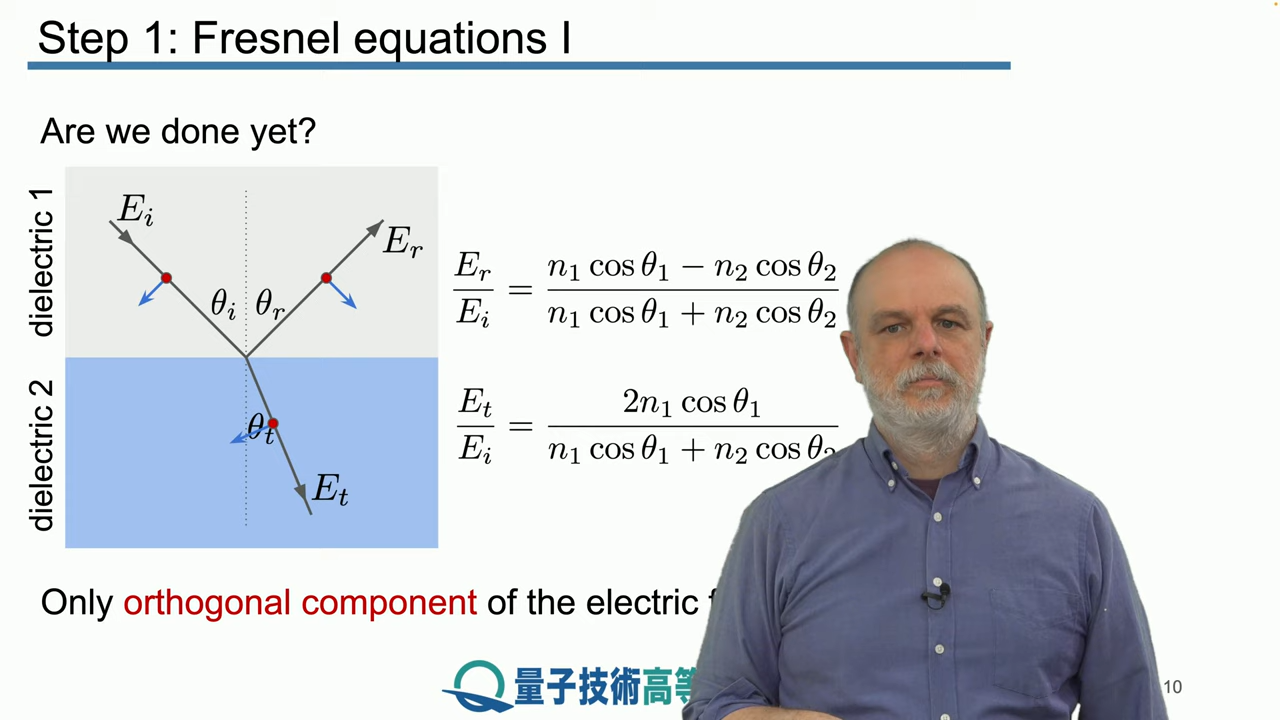 Step 1: Fresnel equations I
Are we done yet?
dielectric 1
dielectric 2
E_i
E_r
θ_i θ_r
θ_t
E_t
E_r/E_i = (n_1 cos θ_1 − n_2 cos θ_2)/(n_1 cos θ_1 + n_2 cos θ_2)
E_t/E_i = 2n_1 cos θ_1/(n_1 cos θ_1 + n_2 cos θ_2)
Only orthogonal component of the electric
量子技術高等
10